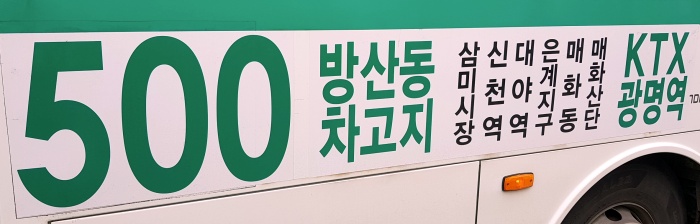 500
방산동
차고지
삼미시장
신천역
대야역
은계지구
매화동
매화산단
KTX
광명역